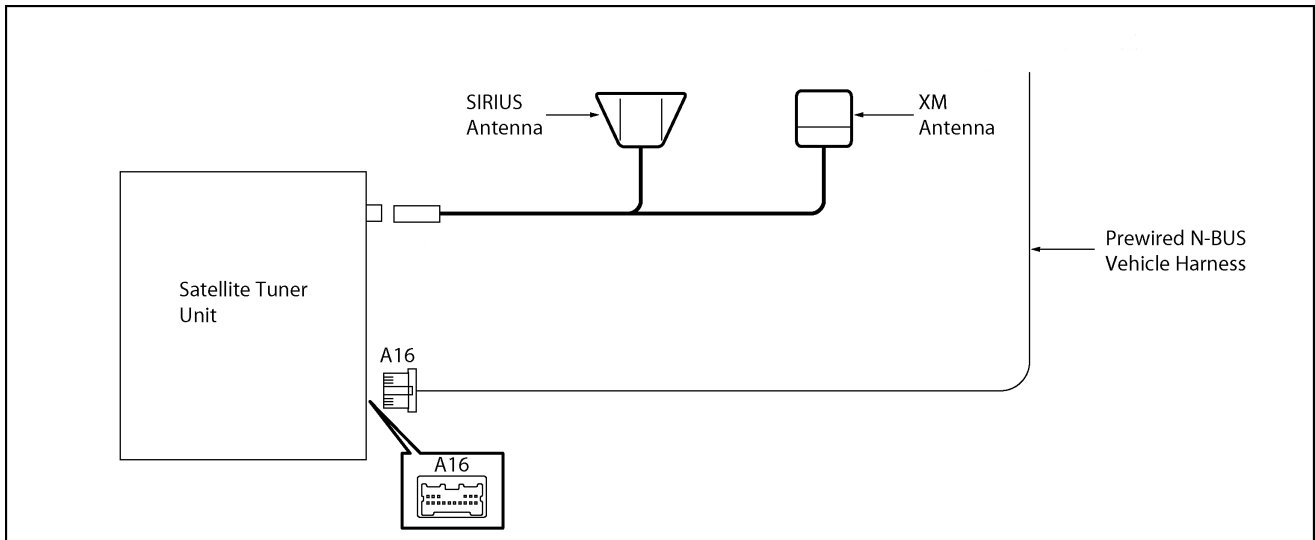 SIRIUS
Antenna
XM
Antenna
Prewired N-BUS
Vehicle Harness
Satellite Tuner
Unit
A16
A16